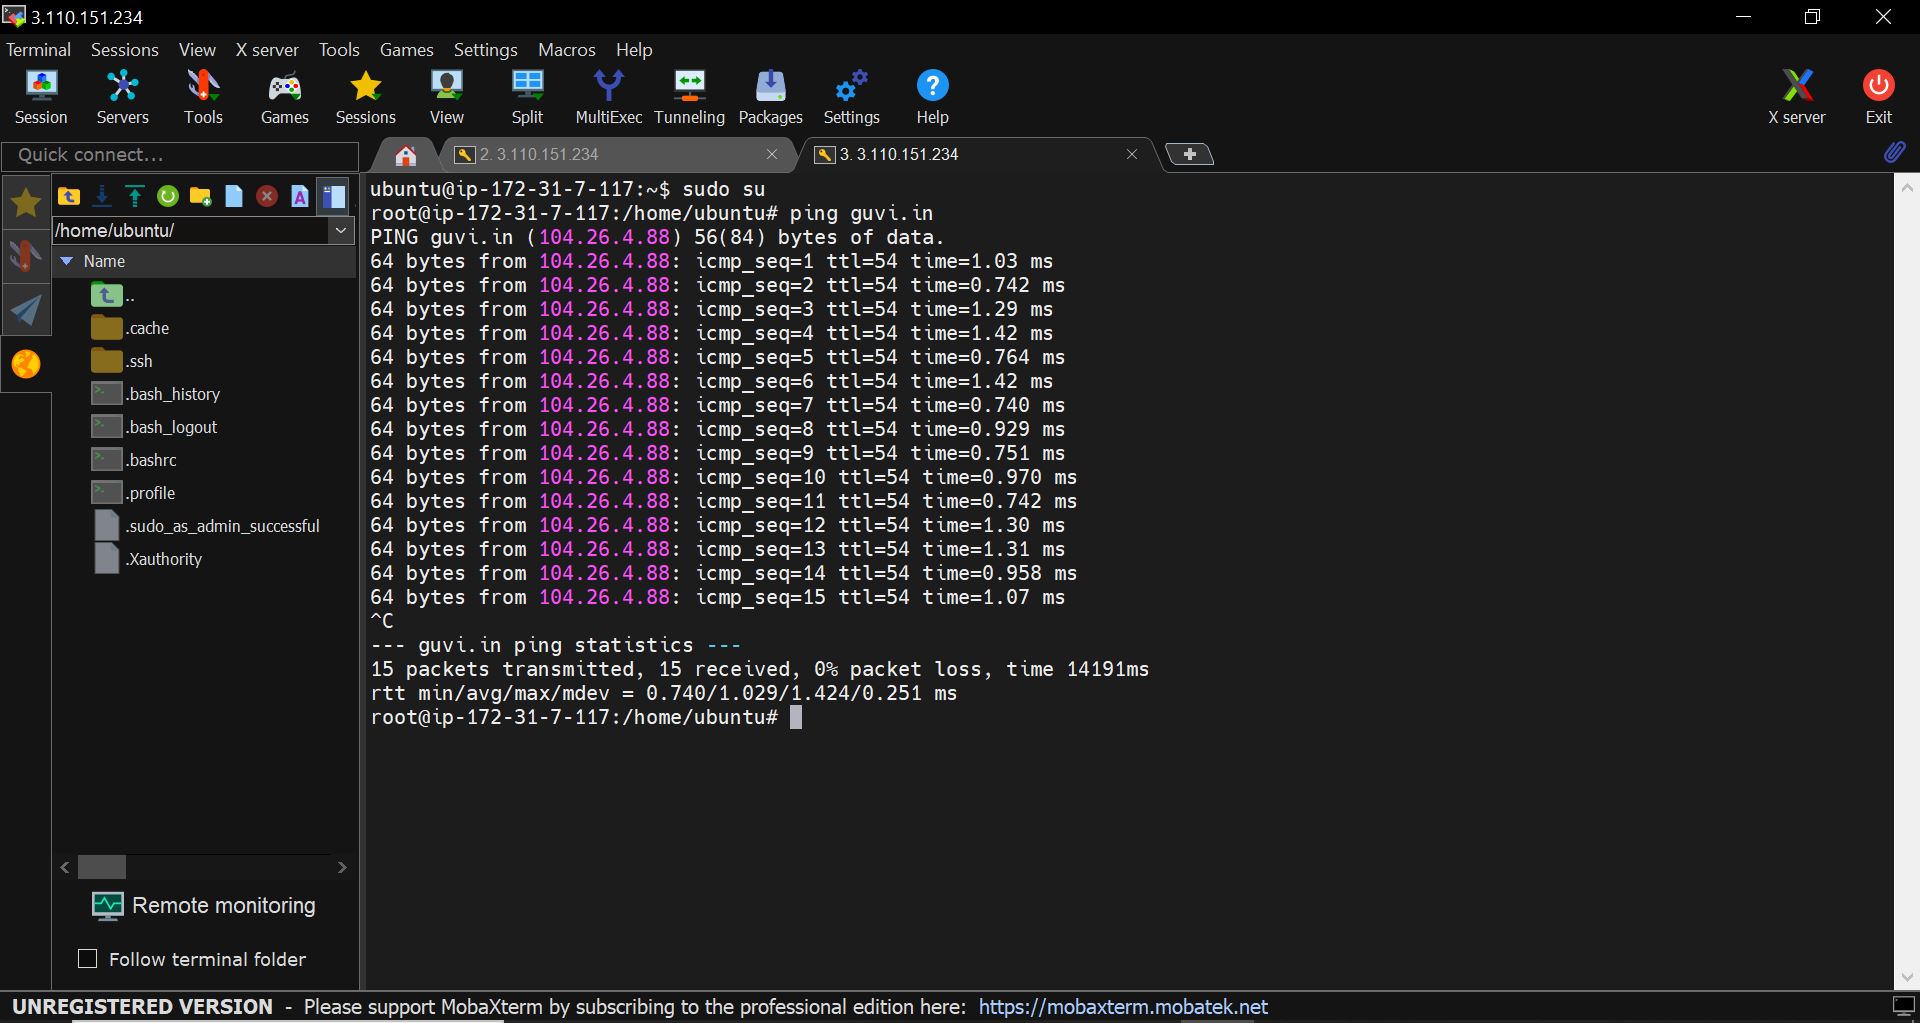 3.110.151.234
Terminal Sessions View X server Tools Games Settings Macros Help
Session Servers Tools Games Sessions View Split MultiExec Tunneling Packages Settings Help X server Exit
Quick connect...
2. 3.110.151.234
3. 3.110.151.234
/home/ubuntu/
Name
..
.cache
.ssh
.bash_history
.bash_logout
.bashrc
.profile
.sudo_as_admin_successful
.Xauthority
Remote monitoring
Follow terminal folder
ubuntu@ip-172-31-7-117:~$ sudo su
root@ip-172-31-7-117:/home/ubuntu# ping guvi.in
PING guvi.in (104.26.4.88) 56(84) bytes of data.
64 bytes from 104.26.4.88: icmp_seq=1 ttl=54 time=1.03 ms
64 bytes from 104.26.4.88: icmp_seq=2 ttl=54 time=0.742 ms
64 bytes from 104.26.4.88: icmp_seq=3 ttl=54 time=1.29 ms
64 bytes from 104.26.4.88: icmp_seq=4 ttl=54 time=1.42 ms
64 bytes from 104.26.4.88: icmp_seq=5 ttl=54 time=0.764 ms
64 bytes from 104.26.4.88: icmp_seq=6 ttl=54 time=1.42 ms
64 bytes from 104.26.4.88: icmp_seq=7 ttl=54 time=0.740 ms
64 bytes from 104.26.4.88: icmp_seq=8 ttl=54 time=0.929 ms
64 bytes from 104.26.4.88: icmp_seq=9 ttl=54 time=0.751 ms
64 bytes from 104.26.4.88: icmp_seq=10 ttl=54 time=0.970 ms
64 bytes from 104.26.4.88: icmp_seq=11 ttl=54 time=0.742 ms
64 bytes from 104.26.4.88: icmp_seq=12 ttl=54 time=1.30 ms
64 bytes from 104.26.4.88: icmp_seq=13 ttl=54 time=1.31 ms
64 bytes from 104.26.4.88: icmp_seq=14 ttl=54 time=0.958 ms
64 bytes from 104.26.4.88: icmp_seq=15 ttl=54 time=1.07 ms
^C
--- guvi.in ping statistics ---
15 packets transmitted, 15 received, 0% packet loss, time 14191ms
rtt min/avg/max/mdev = 0.740/1.029/1.424/0.251 ms
root@ip-172-31-7-117:/home/ubuntu#
UNREGISTERED VERSION - Please support MobaXterm by subscribing to the professional edition here: https://mobaxterm.mobatek.net